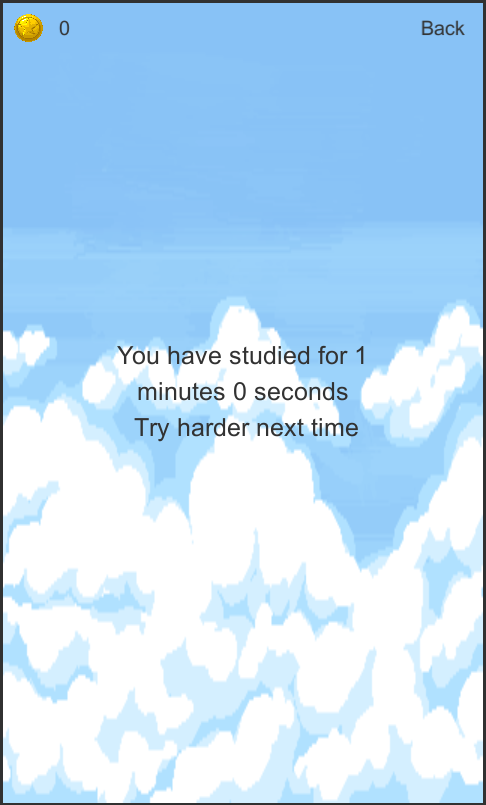 0
Back
You have studied for 1
minutes 0 seconds
Try harder next time